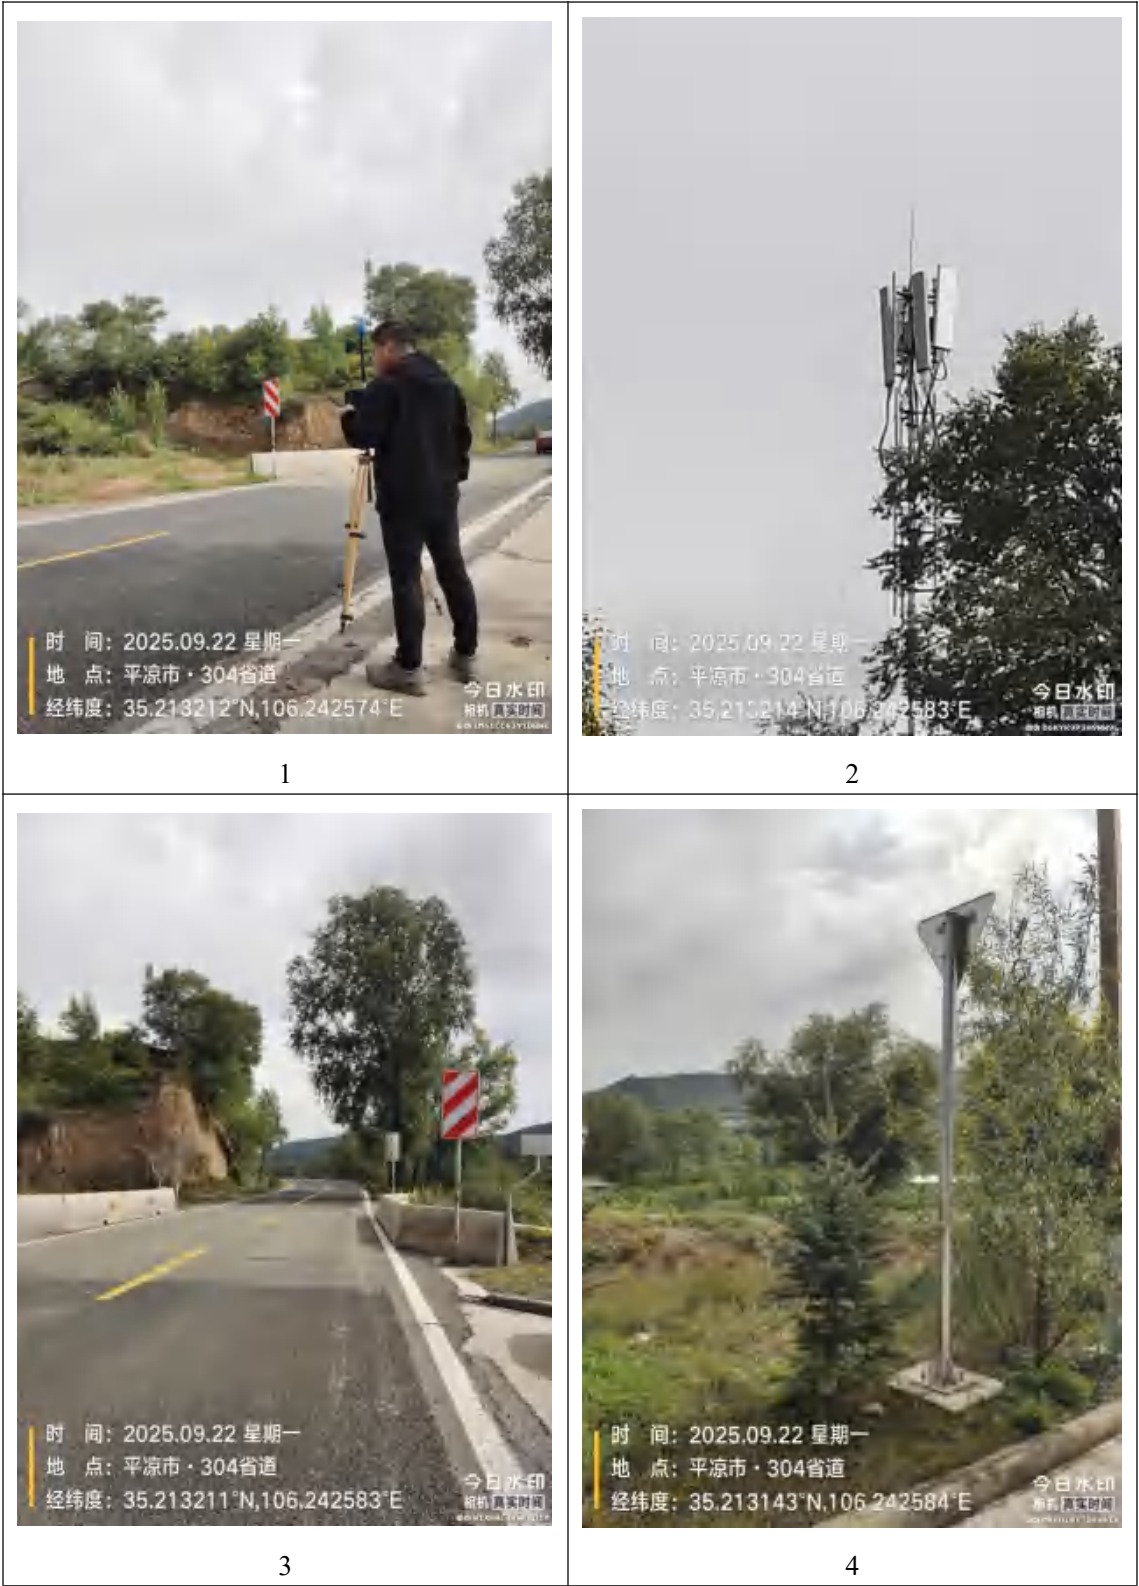 时 间：2025.09.22 星期一
地 点：平凉市·304省道
经纬度：35.213212°N,106.242574°E
今日水印
相机 真实时间
1
时 间：2025.09.22 星期一
地 点：平凉市·304省道
经纬度：35.213214°N,106.242583°E
今日水印
相机 真实时间
2
时 间：2025.09.22 星期一
地 点：平凉市·304省道
经纬度：35.213211°N,106.242583°E
今日水印
相机 真实时间
3
时 间：2025.09.22 星期一
地 点：平凉市·304省道
经纬度：35.213143°N,106.242584°E
今日水印
相机 真实时间
4